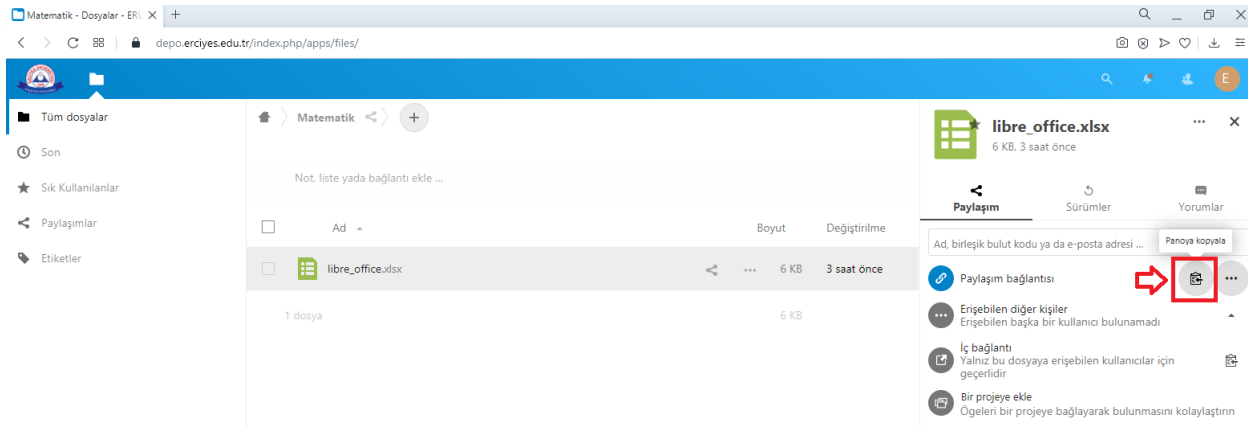 Matematik - Dosyalar - ERÜ
depo.erciyes.edu.tr/index.php/apps/files/
E
Tüm dosyalar
Son
Sık Kullanılanlar
Paylaşımlar
Etiketler
Matematik
Not, liste yada bağlantı ekle ...
Ad
Boyut
Değiştirilme
libre_office.xlsx
6 KB
3 saat önce
1 dosya
6 KB
libre_office.xlsx
6 KB, 3 saat önce
Paylaşım
Sürümler
Yorumlar
Panoya kopyala
Ad, birleşik bulut kodu ya da e-posta adresi ...
Paylaşım bağlantısı
Erişebilen diğer kişiler
Erişebilen başka bir kullanıcı bulunamadı
İç bağlantı
Yalnız bu dosyaya erişebilen kullanıcılar için
geçerlidir
Bir projeye ekle
Ögeleri bir projeye bağlayarak bulunmasını kolaylaştırın